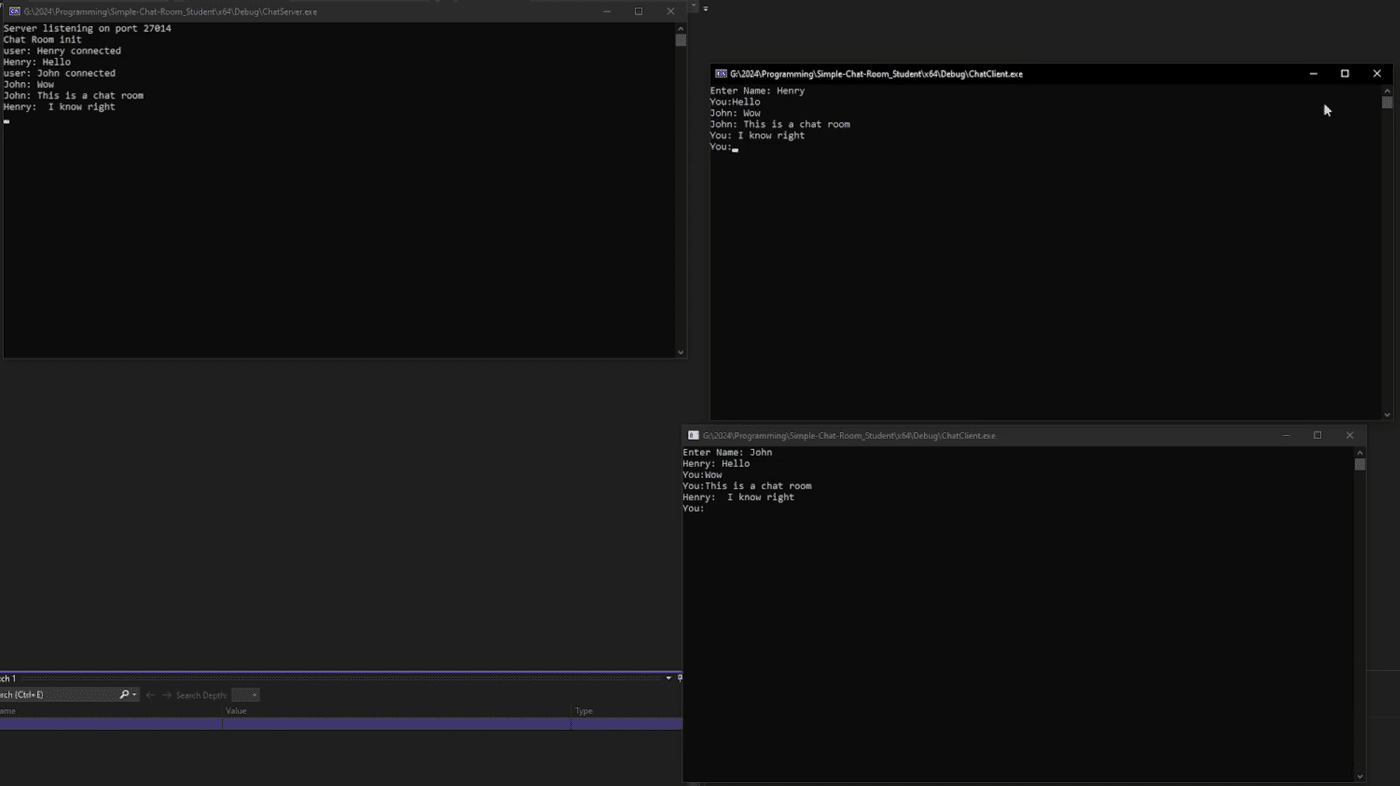 G:\2024\Programming\Simple-Chat-Room_Student\x64\Debug\ChatServer.exe
Server listening on port 27014
Chat Room init
user: Henry connected
Henry: Hello
user: John connected
John: Wow
John: This is a chat room
Henry:  I know right
G:\2024\Programming\Simple-Chat-Room_Student\x64\Debug\ChatClient.exe
Enter Name: Henry
You:Hello
John: Wow
John: This is a chat room
You: I know right
You:
G:\2024\Programming\Simple-Chat-Room_Student\x64\Debug\ChatClient.exe
Enter Name: John
Henry: Hello
You:Wow
You:This is a chat room
Henry:  I know right
You:
tch 1
arch (Ctrl+E)
Search Depth:
ame
Value
Type